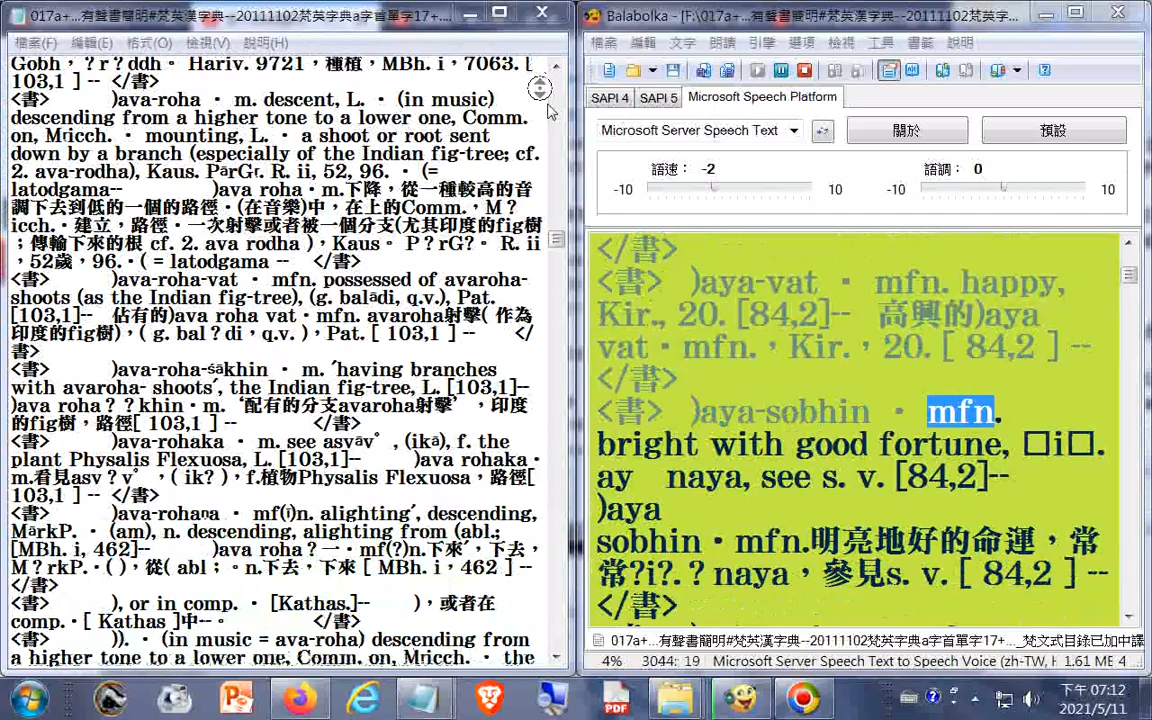 017a+...有聲書簡明#梵英漢字典--20111102梵英字典a字首單字17+...
檔案(F) 編輯(E) 格式(O) 檢視(V) 說明(H)
Gobh，?r？ddh。 Hariv. 9721，種植，MBh. i，7063. [
103,1 ] -- </書>
<書> )ava-roha ‧ m. descent, L. ‧ (in music)
descending from a higher tone to a lower one, Comm.
on, Mricch. ‧ mounting, L. ‧ a shoot or root sent
down by a branch (especially of the Indian fig-tree; cf.
2. ava-rodha), Kaus. PārGr. R. ii, 52, 96. ‧ (=
latodgama-- )ava roha‧m.下降，從一種較高的音
調下去到低的一個的路徑‧(在音樂)中，在上的Comm.，M？
icch.‧建立，路徑‧一次射擊或者被一個分支(尤其印度的fig樹
；傳輸下來的根 cf. 2. ava rodha )，Kaus。 P？rG?。 R. ii
，52歲，96.‧( = latodgama -- </書>
<書> )ava-roha-vat ‧ mfn. possessed of avaroha-
shoots (as the Indian fig-tree), (g. balādi, q.v.), Pat.
[103,1]-- 佔有的)ava roha vat‧mfn. avaroha射擊( 作為
印度的fig樹)，( g. bal？di，q.v. )，Pat. [ 103,1 ] -- </
書>
<書> )ava-roha-śākhin ‧ m. 'having branches
with avaroha- shoots', the Indian fig-tree, L. [103,1]--
)ava roha？？khin‧m.‘配有的分支avaroha射擊’，印度
的fig樹，路徑[ 103,1 ] -- </書>
<書> )ava-rohaka ‧ m. see asvāv°, (ikā), f. the
plant Physalis Flexuosa, L. [103,1]-- )ava rohaka‧
m.看見asv？v°，( ik? )，f.植物Physalis Flexuosa，路徑[
103,1 ] -- </書>
<書> )ava-rohaṇa ‧ mf(ī)n. alighting', descending,
MārkP. ‧ (am), n. descending, alighting from (abl.;
[MBh. i, 462]-- )ava roha？一‧mf(?)n.下來’，下去，
M？rkP.‧( )，從( abl；。n.下去，下來 [ MBh. i，462 ] --
</書>
<書> ), or in comp. ‧ [Kathas.]-- )，或者在
comp.‧[ Kathas ]中--。 </書>
<書> )). ‧ (in music = ava-roha) descending from
a higher tone to a lower one, Comm. on, Mricch. ‧ the
Balabolka - [F:\017a+...有聲書簡明#梵英漢字典--20111102梵英字...
檔案 編輯 文字 朗讀 引擎 選項 檢視 工具 書籤 說明
SAPI 4 SAPI 5 Microsoft Speech Platform
Microsoft Server Speech Text 關於 預設
語速： -2 語調： 0
-10 10 -10 10
</書>
<書> )aya-vat ‧ mfn. happy,
Kir., 20. [84,2]-- 高興的)aya
vat‧mfn.，Kir.，20. [ 84,2 ] --
</書>
<書> )aya-sobhin ‧ mfn.
bright with good fortune, □i□.
ay naya, see s. v. [84,2]--
)aya
sobhin‧mfn.明亮地好的命運，常
常?i?.？naya，參見s. v. [ 84,2 ] --
</書>
017a+...有聲書簡明#梵英漢字典--20111102梵英字典a字首單字17+..._梵文式目錄已加中譯
4% 3044: 19 Microsoft Server Speech Text to Speech Voice (zh-TW, 1.61 MB 4
下午 07:12
2021/5/11